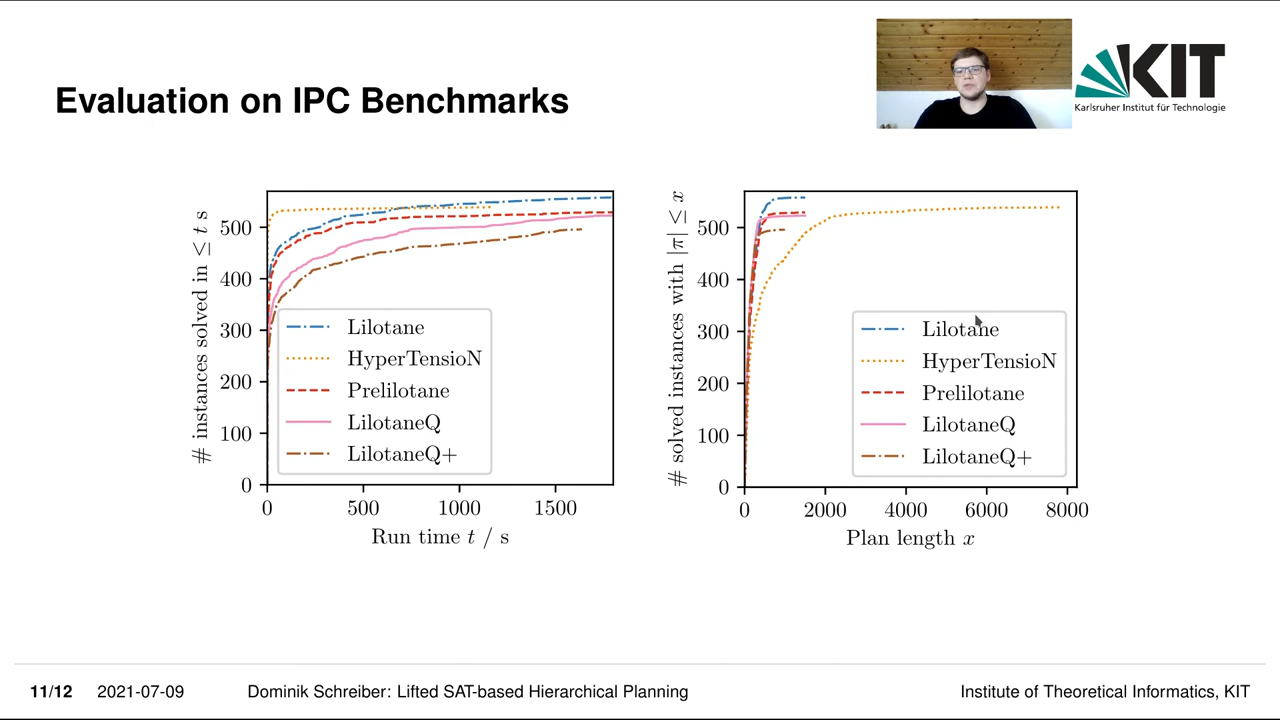 Evaluation on IPC Benchmarks
KIT
Karlsruher Institut für Technologie
# instances solved in ≤ t s
500
400
300
200
100
0
Lilotane
HyperTensioN
Prelilotane
LilotaneQ
LilotaneQ+
0 500 1000 1500
Run time t / s
# solved instances with |π| ≤ x
500
400
300
200
100
0
Lilotane
HyperTensioN
Prelilotane
LilotaneQ
LilotaneQ+
0 2000 4000 6000 8000
Plan length x
11/12 2021-07-09 Dominik Schreiber: Lifted SAT-based Hierarchical Planning Institute of Theoretical Informatics, KIT